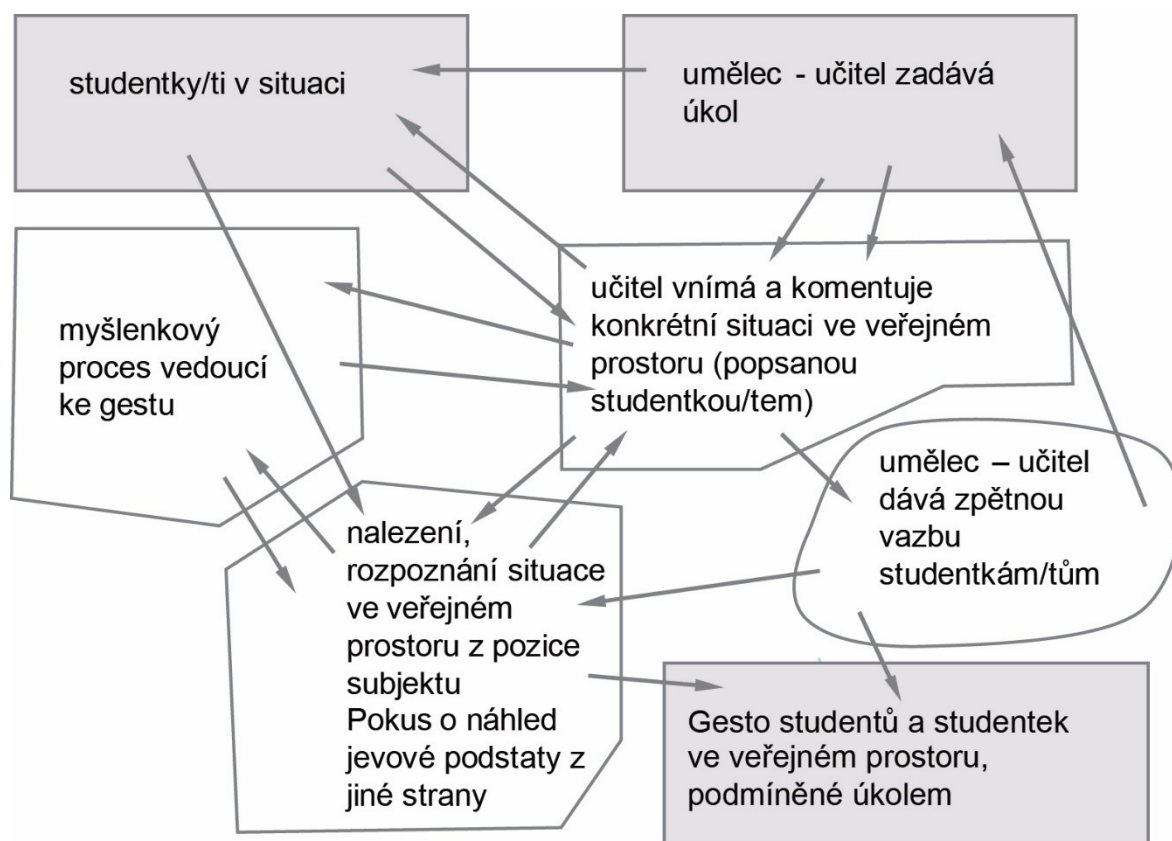 studentky/ti v situaci
umělec - učitel zadává
úkol
učitel vnímá a komentuje
konkrétní situaci ve veřejném
prostoru (popsanou
studentkou/tem)
myšlenkový
proces vedoucí
ke gestu
umělec – učitel
dává zpětnou
vazbu
studentkám/tům
nalezení,
rozpoznání situace
ve veřejném
prostoru z pozice
subjektu
Pokus o náhled
jevové podstaty z
jiné strany
Gesto studentů a studentek
ve veřejném prostoru,
podmíněné úkolem